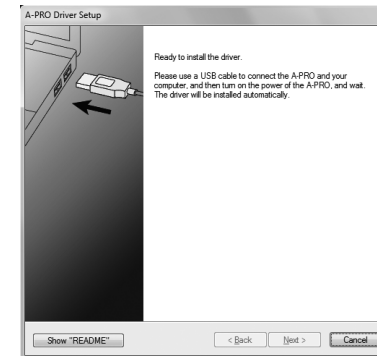 A-PRO Driver Setup
Ready to install the driver.
Please use a USB cable to connect the A-PRO and your
computer, and then turn on the power of the A-PRO, and wait.
The driver will be installed automatically.
Show "README"
< Back
Next >
Cancel